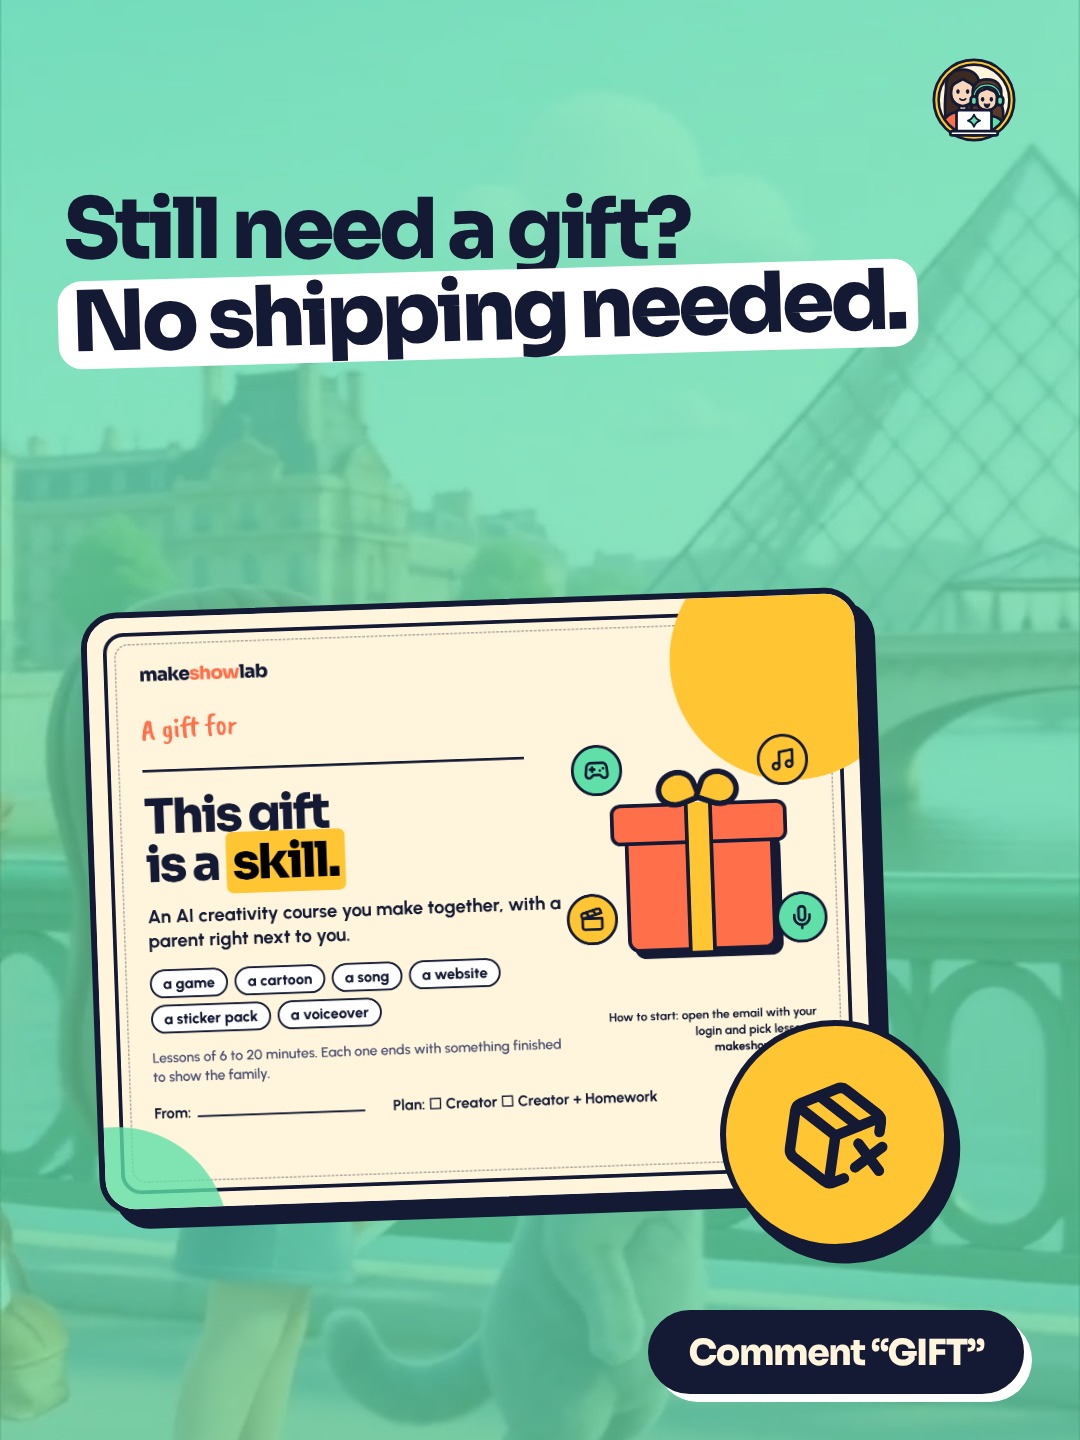 Still need a gift?
No shipping needed.
makeshowlab
A gift for
This gift
is a skill.
An AI creativity course you make together, with a
parent right next to you.
a game
a cartoon
a song
a website
a sticker pack
a voiceover
Lessons of 6 to 20 minutes. Each one ends with something finished
to show the family.
How to start: open the email with your
login and pick
From:
Plan: ☐ Creator ☐ Creator + Homework
Comment “GIFT”